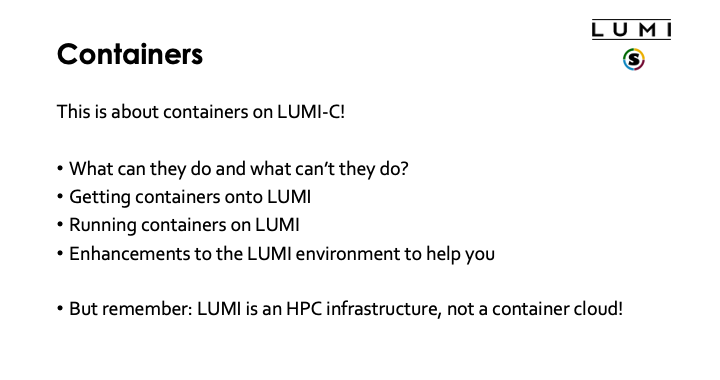 LUMI
S
Containers
This is about containers on LUMI-C!
• What can they do and what can't they do?
• Getting containers onto LUMI
• Running containers on LUMI
• Enhancements to the LUMI environment to help you
• But remember: LUMI is an HPC infrastructure, not a container cloud!